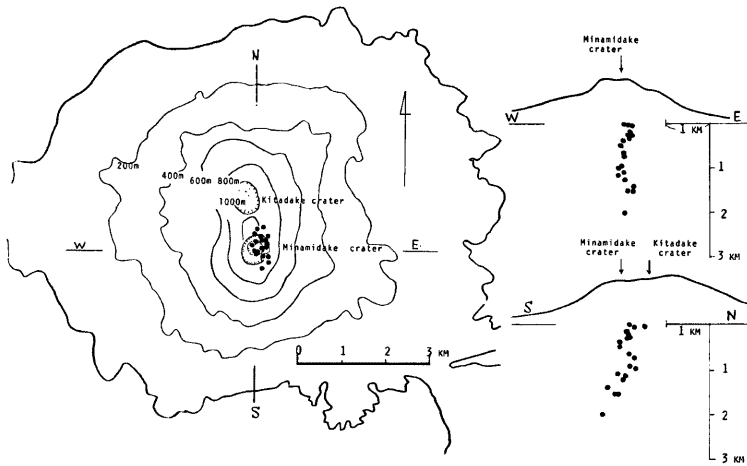 N
200m
400m
600m 800m
1000m
Kitadake crater
W
Minamidake crater
E.
0 1 2 3 KM
S
Minamidake
crater
W
E
1 KM
1
2
3 KM
Minamidake
crater
Kitadake
crater
S
N
1 KM
1
2
3 KM